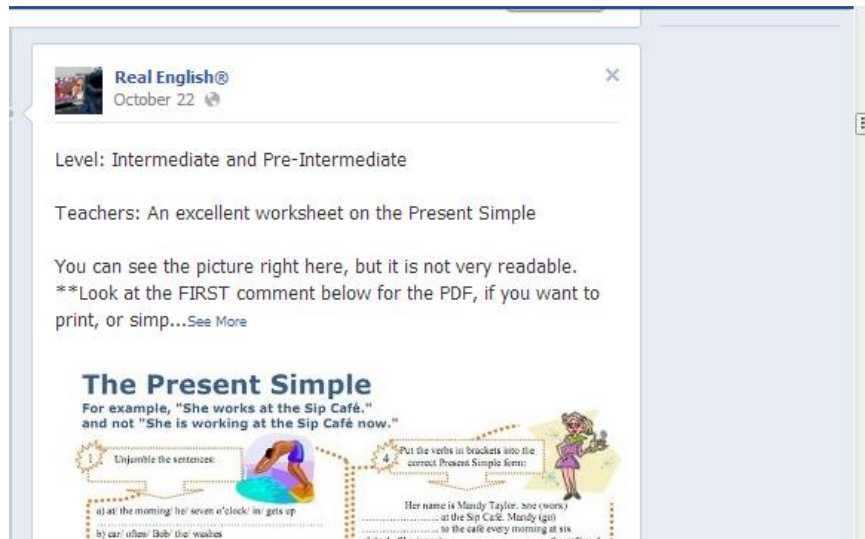 Real English®
October 22
Level: Intermediate and Pre-Intermediate
Teachers: An excellent worksheet on the Present Simple
You can see the picture right here, but it is not very readable.
**Look at the FIRST comment below for the PDF, if you want to
print, or simp...See More
The Present Simple
For example, "She works at the Sip Café."
and not "She is working at the Sip Café now."
1 Unjumble the sentences:
a) at/ the morning/ he/ seven o'clock/ in/ gets up
b) car/ often/ Bob/ the/ washes
4 Put the verbs in brackets into the
correct Present Simple form:
Her name is Mandy Taylor. She (work)
.................... at the Sip Café. Mandy (go)
.................... to the café every morning at six